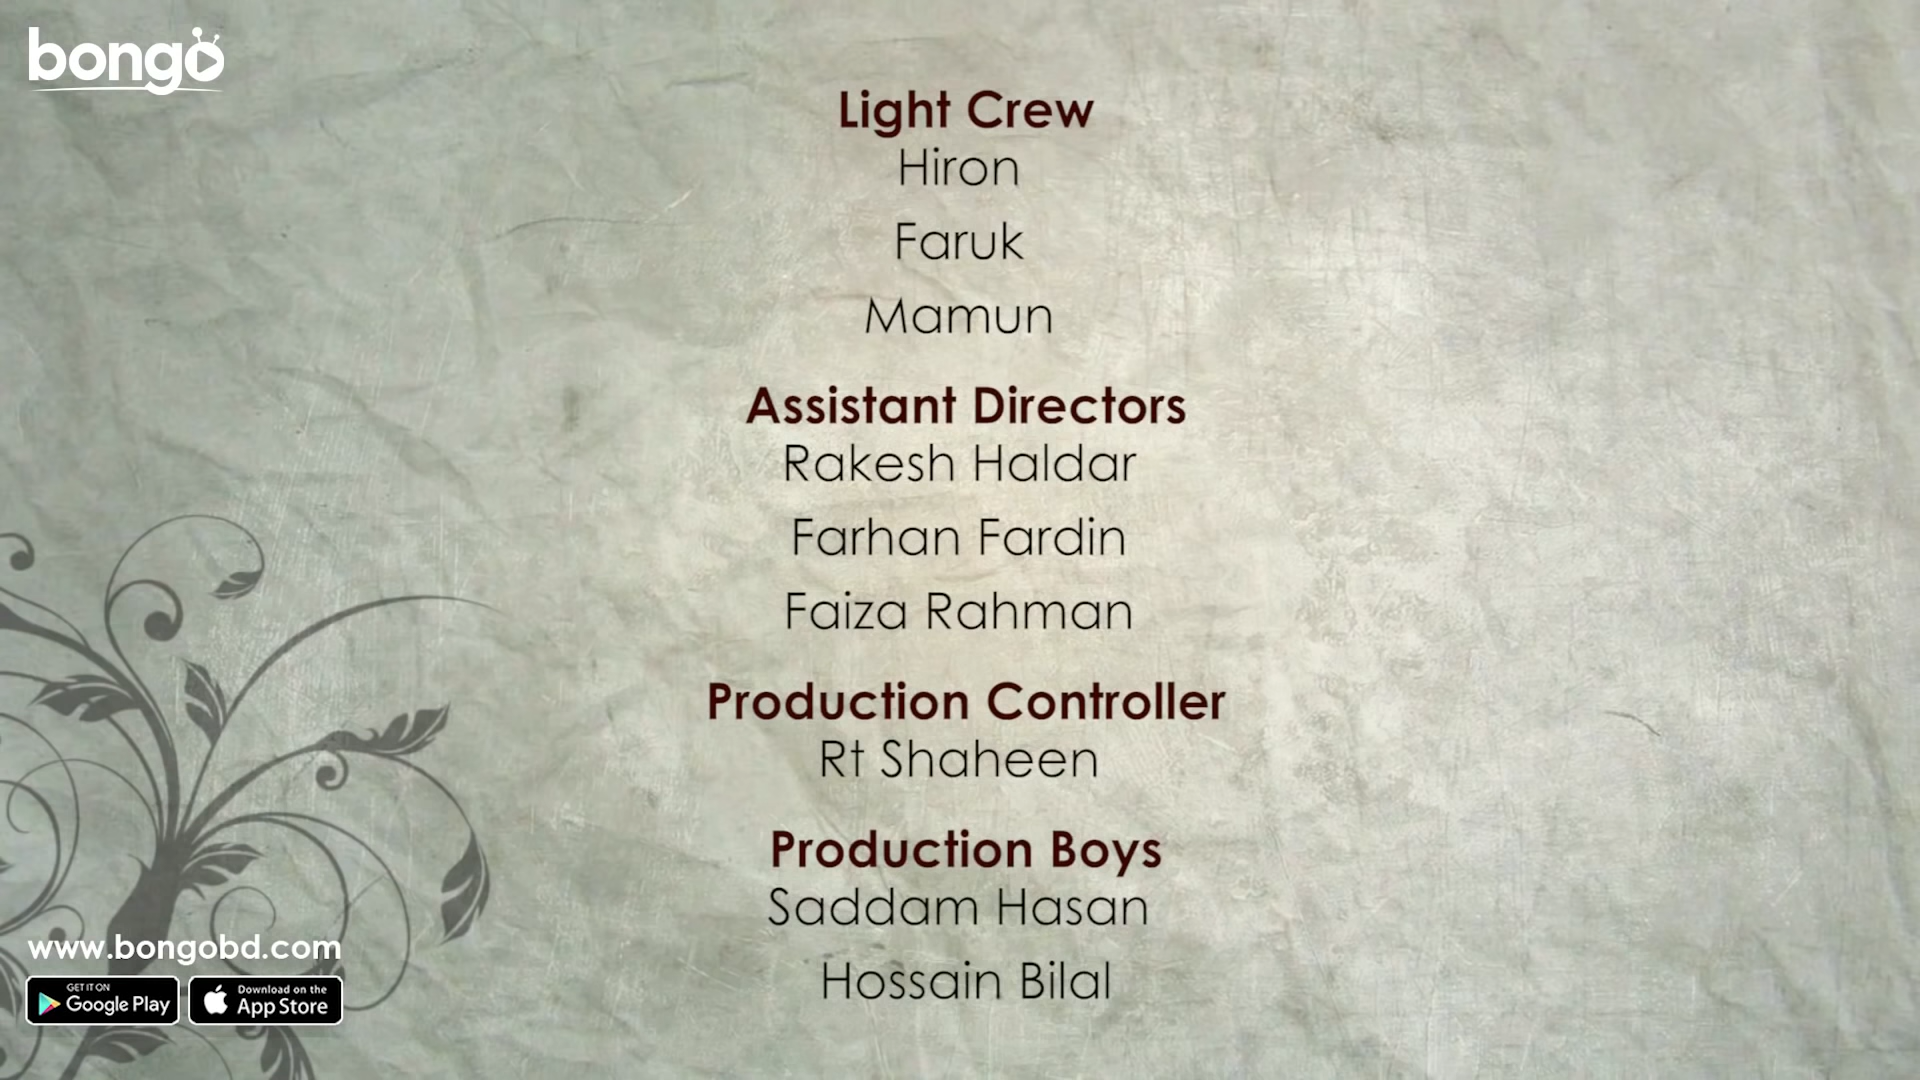 bongo
Light Crew
Hiron
Faruk
Mamun
Assistant Directors
Rakesh Haldar
Farhan Fardin
Faiza Rahman
Production Controller
Rt Shaheen
Production Boys
Saddam Hasan
Hossain Bilal
www.bongobd.com
GET IT ON
Google Play
Download on the
App Store